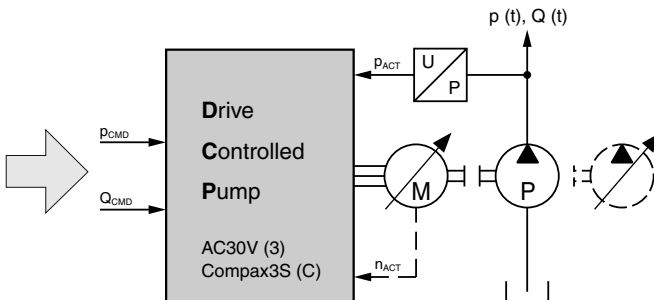 p (t), Q (t)
p_ACT
U
P
Drive
p_CMD
Controlled
M
P
Pump
Q_CMD
AC30V (3)
Compax3S (C)
n_ACT